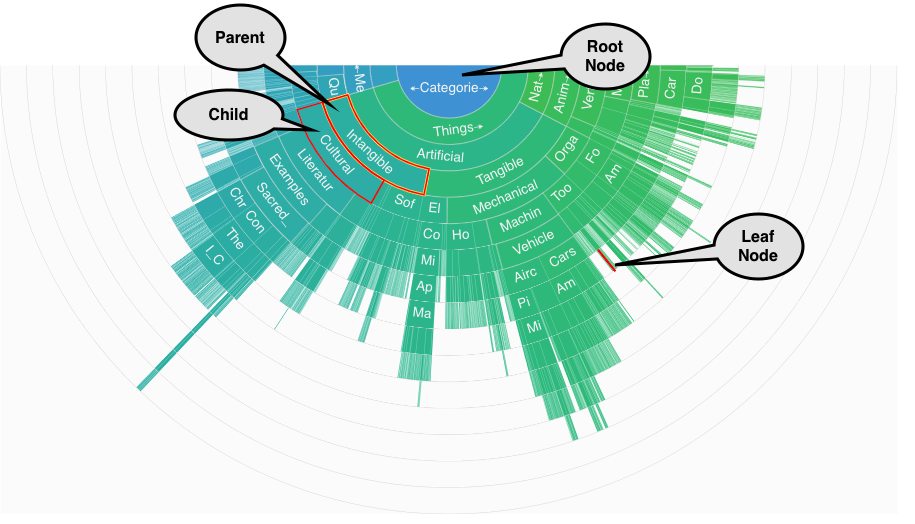 Parent
Root
Node
Child
Leaf
Node
←Categorie→
Things→
Artificial
Intangible
Tangible
Cultural
Literatur
Examples
Sacred_
Chr Con
The
I_C
Qu
←Me
Nat→
Anim→
Ver
Pla
Car
Do
Orga
Fo
Am
Mechanical
Too
Machin
Vehicle
Cars
Airc
Am
Pi
Mi
Sof
El
Co
Ho
Mi
Ap
Ma